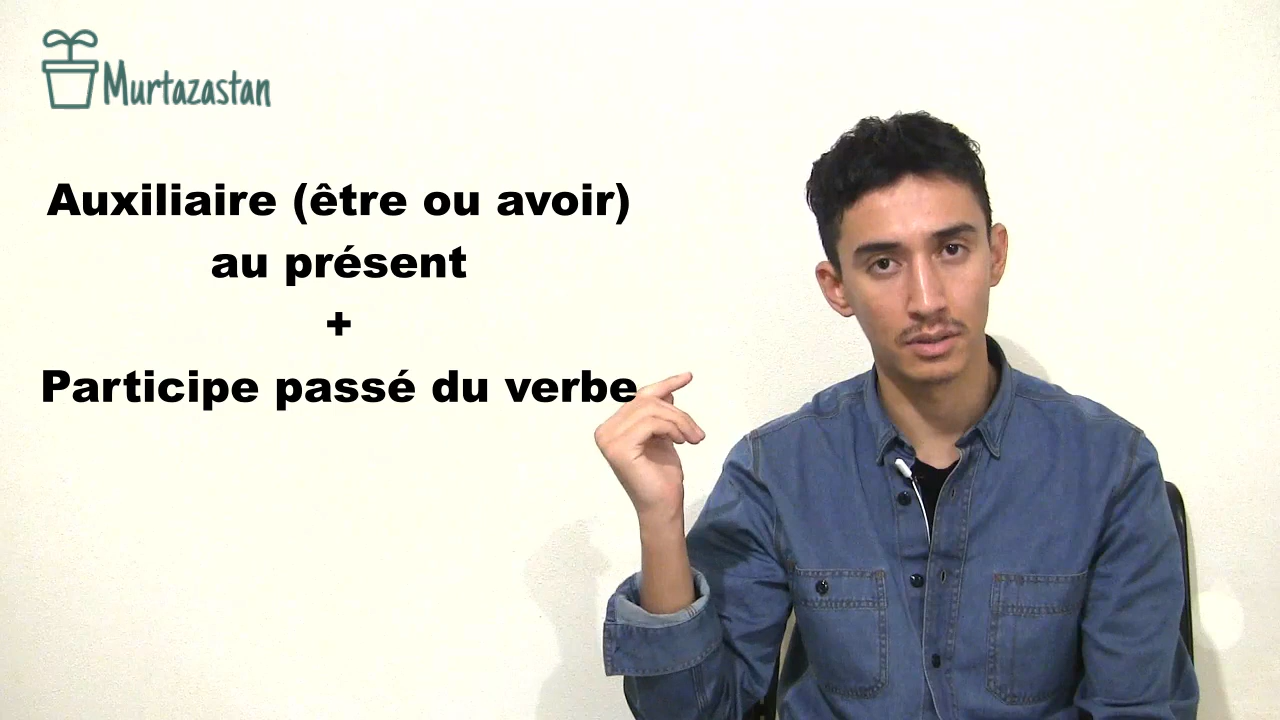 Murtazastan
Auxiliaire (être ou avoir)
au présent
+
Participe passé du verbe